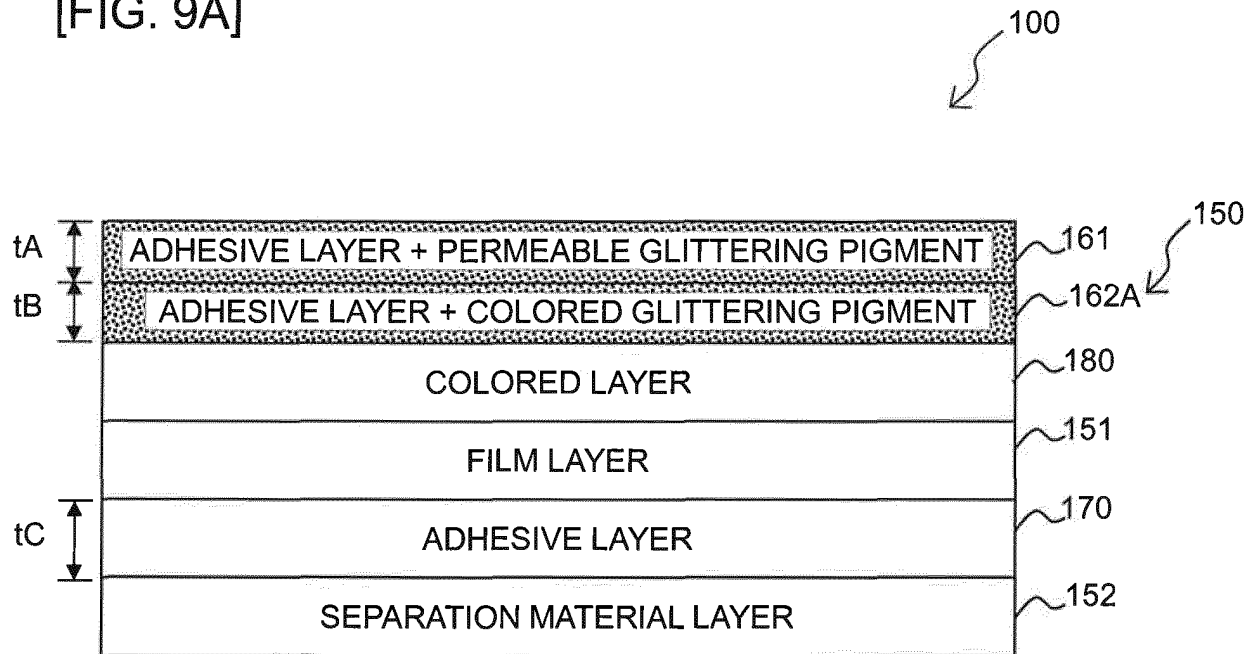 [FIG. 9A]
100
150
tA ADHESIVE LAYER + PERMEABLE GLITTERING PIGMENT 161
tB ADHESIVE LAYER + COLORED GLITTERING PIGMENT 162A
COLORED LAYER 180
FILM LAYER 151
tC ADHESIVE LAYER 170
SEPARATION MATERIAL LAYER 152